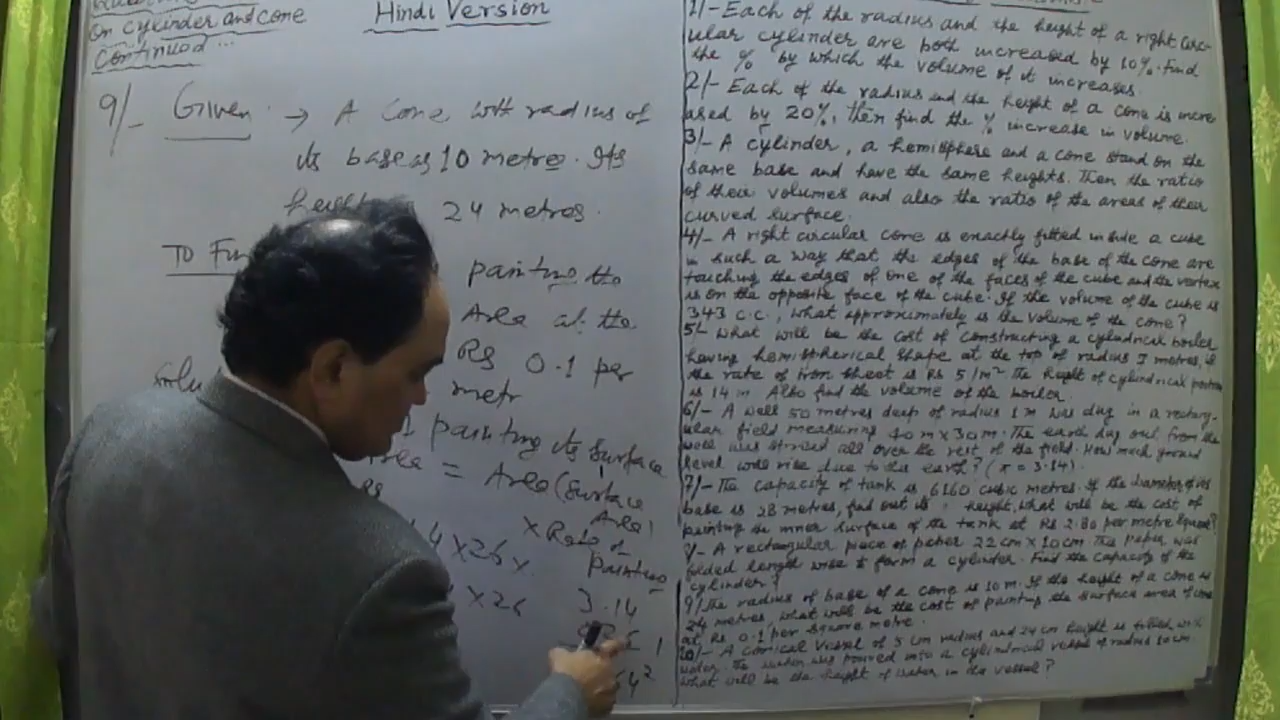 On cylinder and cone
Continued ...
Hindi Version
9/- Given → A Cone with radius of
its base as 10 metre. Its
24 metres.
To Fin
painting the
Area at the
Rs 0.1 per
metr
Solu
painting its surface
Area = Area (surface
Rs
Area)
× Rate of
painting
4 × 26 ×
× 26
3.14
1/- Each of the radius and the height of a right circ-
ular cylinder are both increased by 10%. Find
the % by which the volume of it increases.
2/- Each of the radius and the height of a cone is incre
ased by 20%, then find the % increase in volume.
3/- A cylinder, a hemisphere and a cone stand on the
same base and have the same heights. Then the ratio
of their volumes and also the ratio of the areas of their
curved surface.
4/- A right circular cone is exactly fitted inside a cube
in such a way that the edges of the base of the cone are
touching the edges of one of the faces of the cube and the vertex
is on the opposite face of the cube. If the volume of the cube is
343 c.c., what approximately is the volume of the cone?
5/- What will be the cost of constructing a cylindrical boiler
having hemispherical shape at the top of radius 7 metres, if
the rate of iron sheet is Rs 5/m² The height of cylindrical portion
is 14 m Also find the volume of the boiler.
6/- A well 50 metres deep of radius 1 m was dug in a rectang-
ular field measuring 40 m × 30 m. The earth dug out from the
well was strived all over the rest of the field. How much ground
level will rise due to the earth? (π = 3.14).
7/- The capacity of tank is 6160 cubic metres. If the diameter of its
base is 28 metres, find out its height, what will be the cost of
painting the inner surface of the tank at Rs 2.80 per metre square?
8/- A rectangular piece of paper 22 cm × 10 cm. The paper was
folded length wise to form a cylinder. Find the capacity of the
cylinder?
9/ The radius of base of a cone is 10 m. If the height of a cone is
24 metres, what will be the cost of painting the surface area of cone
at Rs 0.1 per square metre.
10/- A conical vessel of 5 cm radius and 24 cm height is filled with
water. The water was poured into a cylindrical vessel of radius 10 cm.
What will be the height of water in the vessel?